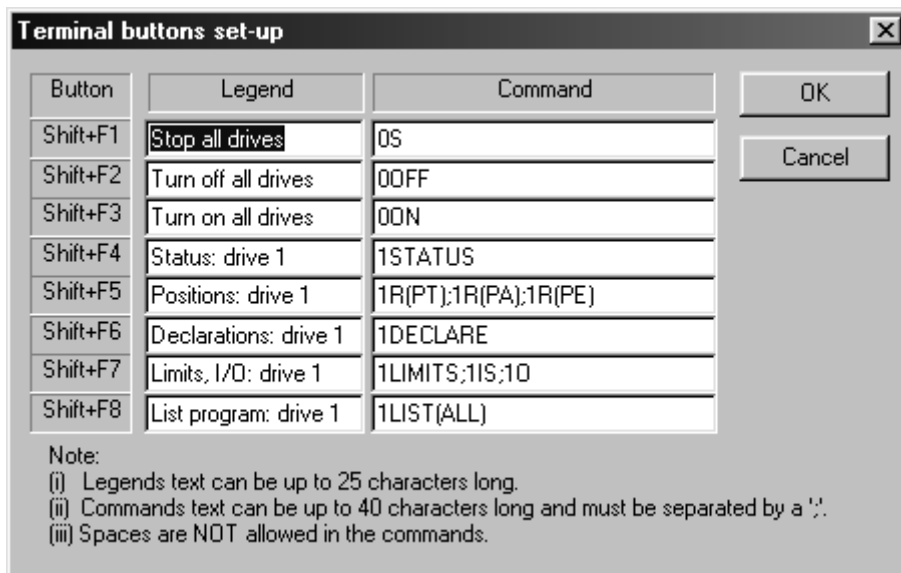 Terminal buttons set-up
Button Legend Command OK
Shift+F1 Stop all drives 0S
Cancel
Shift+F2 Turn off all drives 0OFF
Shift+F3 Turn on all drives 0ON
Shift+F4 Status: drive 1 1STATUS
Shift+F5 Positions: drive 1 1R(PT);1R(PA);1R(PE)
Shift+F6 Declarations: drive 1 1DECLARE
Shift+F7 Limits, I/O: drive 1 1LIMITS;1IS;1O
Shift+F8 List program: drive 1 1LIST(ALL)
Note:
(i) Legends text can be up to 25 characters long.
(ii) Commands text can be up to 40 characters long and must be separated by a ';'.
(iii) Spaces are NOT allowed in the commands.